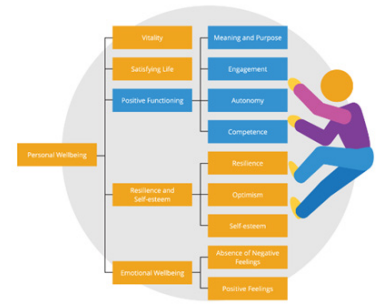 Vitality
Satisfying Life
Positive Functioning
Meaning and Purpose
Engagement
Autonomy
Competence
Personal Wellbeing
Resilience and
Self-esteem
Resilience
Optimism
Self esteem
Emotional Wellbeing
Absence of Negative
Feelings
Positive Feelings